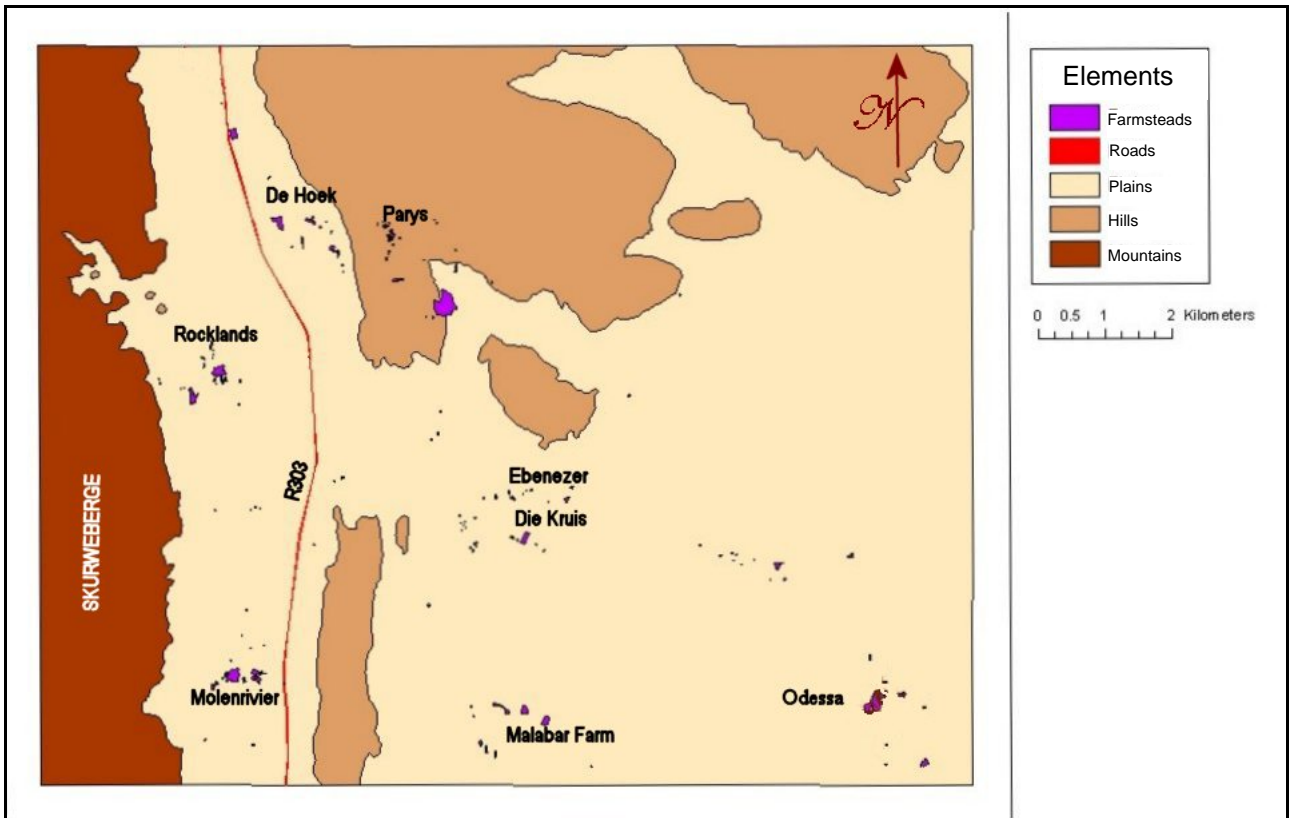 De Hoek
Parys
Rocklands
Ebenezer
Die Kruis
R303
SKURWEBERGE
Molenrivier
Malabar Farm
Odessa
N
Elements
Farmsteads
Roads
Plains
Hills
Mountains
0 0.5 1 2 Kilometers